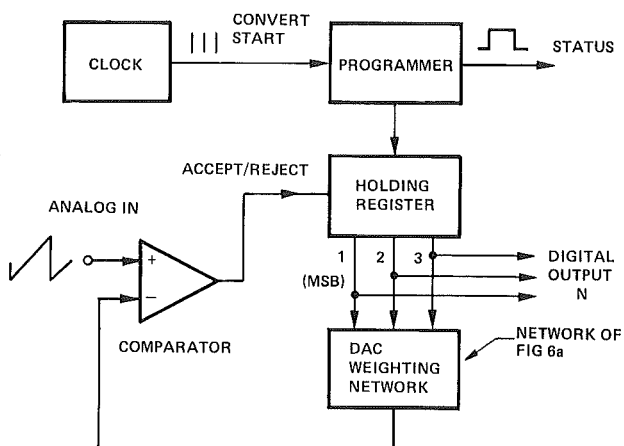 CONVERT
START
CLOCK
PROGRAMMER
STATUS
ACCEPT/REJECT
HOLDING
REGISTER
ANALOG IN
+
−
1
2
3
(MSB)
DIGITAL
OUTPUT
N
COMPARATOR
DAC
WEIGHTING
NETWORK
NETWORK OF
FIG 6a